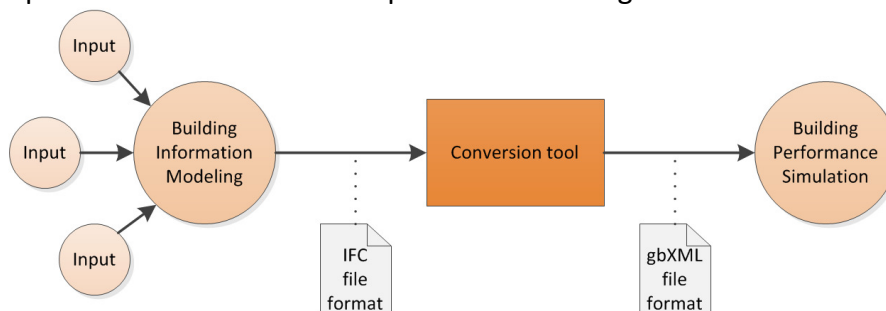 Input
Input
Input
Building
Information
Modeling
Conversion tool
Building
Performance
Simulation
IFC
file
format
gbXML
file
format